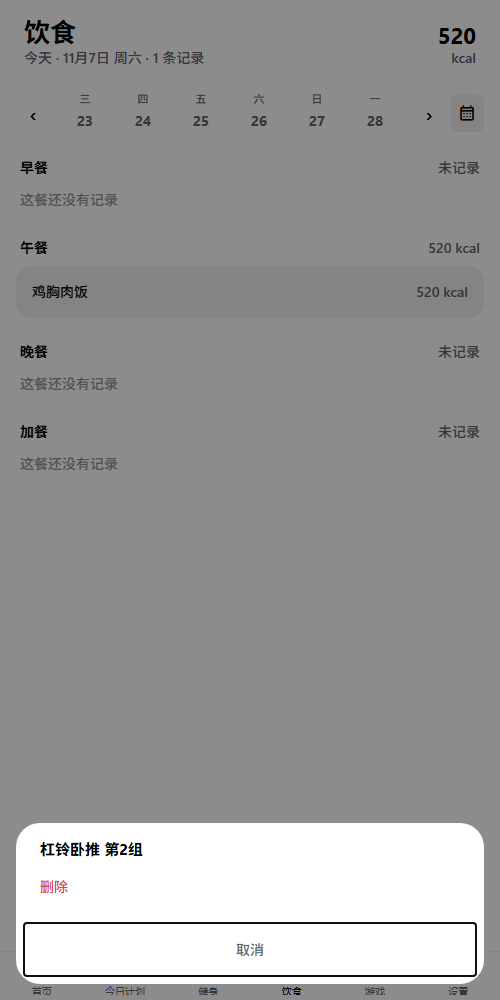 饮食
520
今天 · 11月7日 周六 · 1 条记录
kcal
三 四 五 六 日 一
‹ 23 24 25 26 27 28 ›
早餐 未记录
这餐还没有记录
午餐 520 kcal
鸡胸肉饭 520 kcal
晚餐 未记录
这餐还没有记录
加餐 未记录
这餐还没有记录
杠铃卧推 第2组
删除
取消
首页 今日计划 健身 饮食 游戏 设置